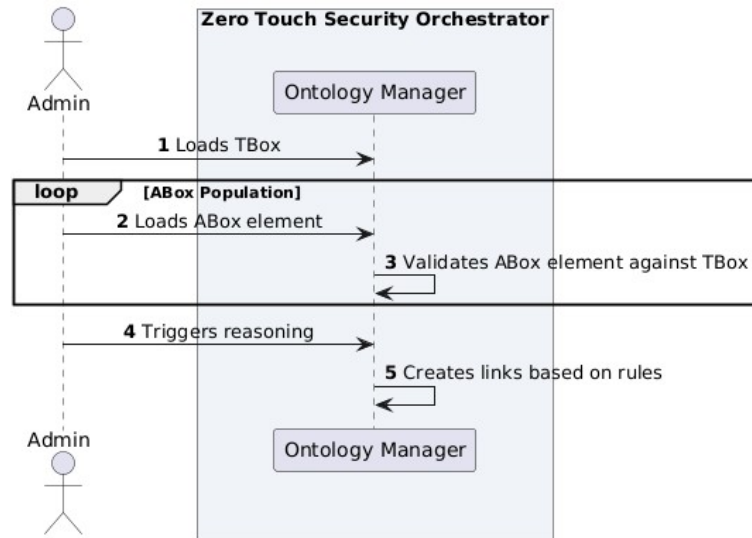 Zero Touch Security Orchestrator
Admin
Ontology Manager
1 Loads TBox
loop [ABox Population]
2 Loads ABox element
3 Validates ABox element against TBox
4 Triggers reasoning
5 Creates links based on rules
Admin
Ontology Manager